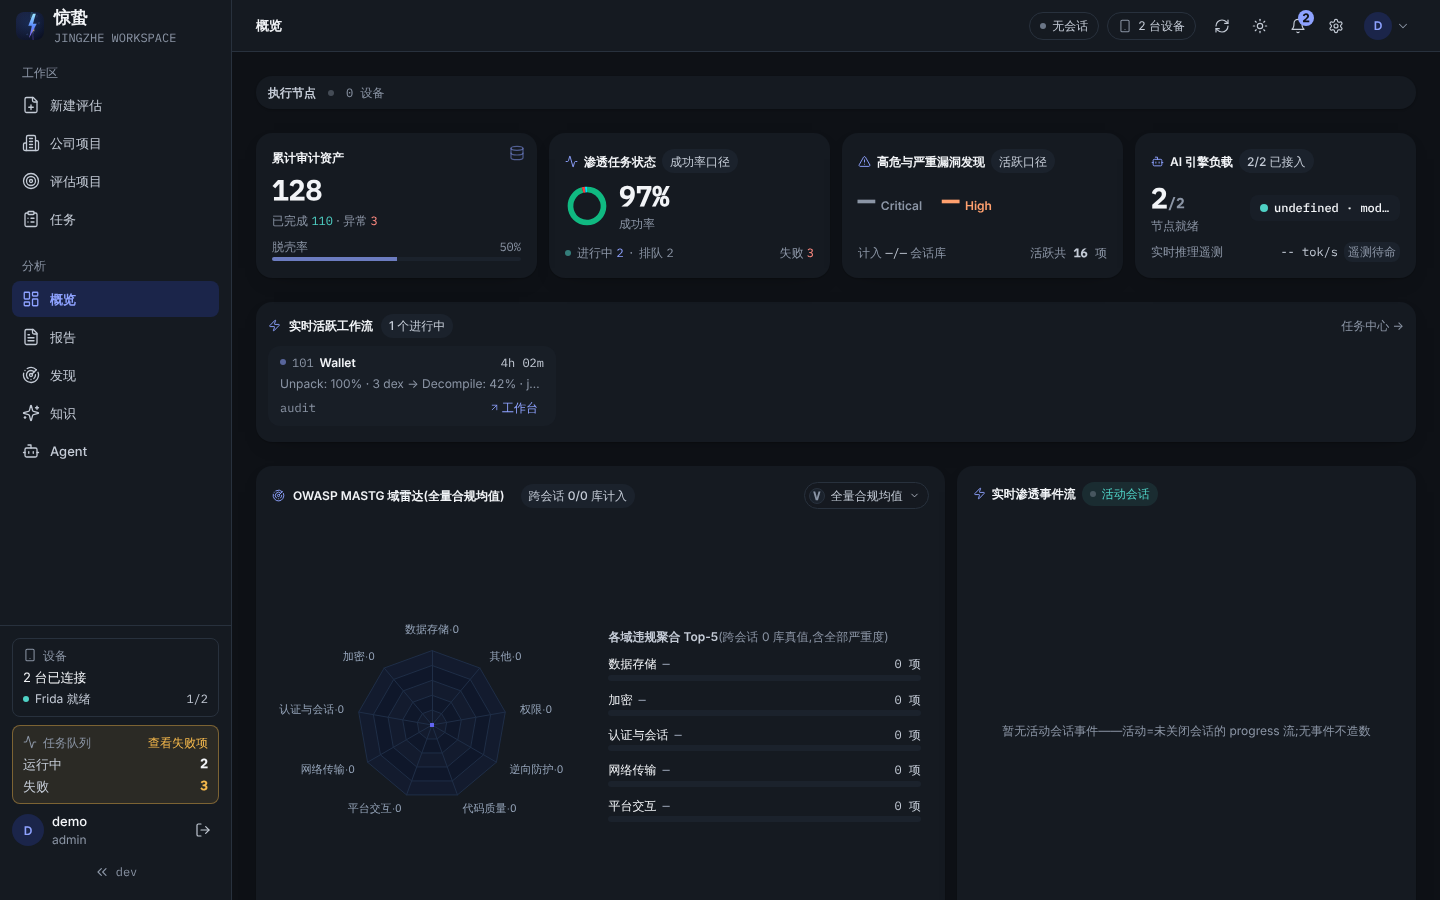 惊蛰
JINGZHE WORKSPACE
工作区
新建评估
公司项目
评估项目
任务
分析
概览
报告
发现
知识
Agent
设备
2 台已连接
Frida 就绪 1/2
任务队列 查看失败项
运行中 2
失败 3
D demo
admin
dev
概览
无会话
2 台设备
2
D
执行节点 0 设备
累计审计资产
128
已完成 110 · 异常 3
脱壳率 50%
渗透任务状态 成功率口径
97%
成功率
进行中 2 · 排队 2 失败 3
高危与严重漏洞发现 活跃口径
Critical High
计入 —/— 会话库 活跃共 16 项
AI 引擎负载 2/2 已接入
2/2 undefined · mod…
节点就绪
实时推理遥测 -- tok/s 遥测待命
实时活跃工作流 1 个进行中 任务中心 →
101 Wallet 4h 02m
Unpack: 100% · 3 dex → Decompile: 42% · j…
audit 工作台
OWASP MASTG 域雷达(全量合规均值) 跨会话 0/0 库计入 V 全量合规均值
数据存储·0
加密·0
其他·0
认证与会话·0
权限·0
网络传输·0
逆向防护·0
平台交互·0
代码质量·0
各域违规聚合 Top-5(跨会话 0 库真值,含全部严重度)
数据存储 — 0 项
加密 — 0 项
认证与会话 — 0 项
网络传输 — 0 项
平台交互 — 0 项
实时渗透事件流 活动会话
暂无活动会话事件——活动=未关闭会话的 progress 流;无事件不造数